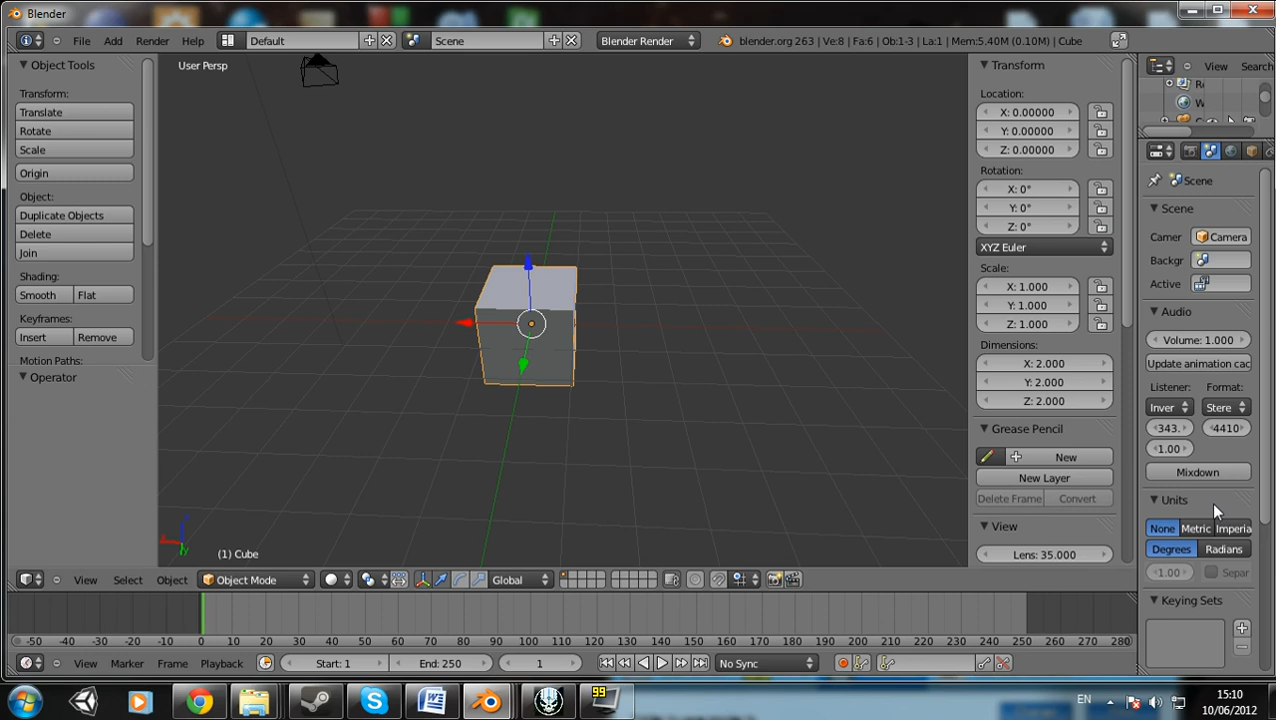 Blender
File Add Render Help Default Scene Blender Render blender.org 263 | Ve:8 | Fa:6 | Ob:1-3 | La:1 | Mem:5.40M (0.10M) | Cube
Object Tools
Transform:
Translate
Rotate
Scale
Origin
Object:
Duplicate Objects
Delete
Join
Shading:
Smooth Flat
Keyframes:
Insert Remove
Motion Paths:
Operator
User Persp
(1) Cube
Transform
Location:
X: 0.00000
Y: 0.00000
Z: 0.00000
Rotation:
X: 0°
Y: 0°
Z: 0°
XYZ Euler
Scale:
X: 1.000
Y: 1.000
Z: 1.000
Dimensions:
X: 2.000
Y: 2.000
Z: 2.000
Grease Pencil
New
New Layer
Delete Frame Convert
View
Lens: 35.000
View Search
Scene
Scene
Camer Camera
Backgr
Active
Audio
Volume: 1.000
Update animation cac
Listener: Format:
Inver Stere
343. 4410
1.00
Mixdown
Units
None Metric Imperia
Degrees Radians
1.00 Separ
Keying Sets
View Select Object Object Mode Global
-50 -40 -30 -20 -10 0 10 20 30 40 50 60 70 80 90 100 110 120 130 140 150 160 170 180 190 200 210 220 230 240 250 260 270 280
View Marker Frame Playback Start: 1 End: 250 1 No Sync
99
EN
15:10
10/06/2012